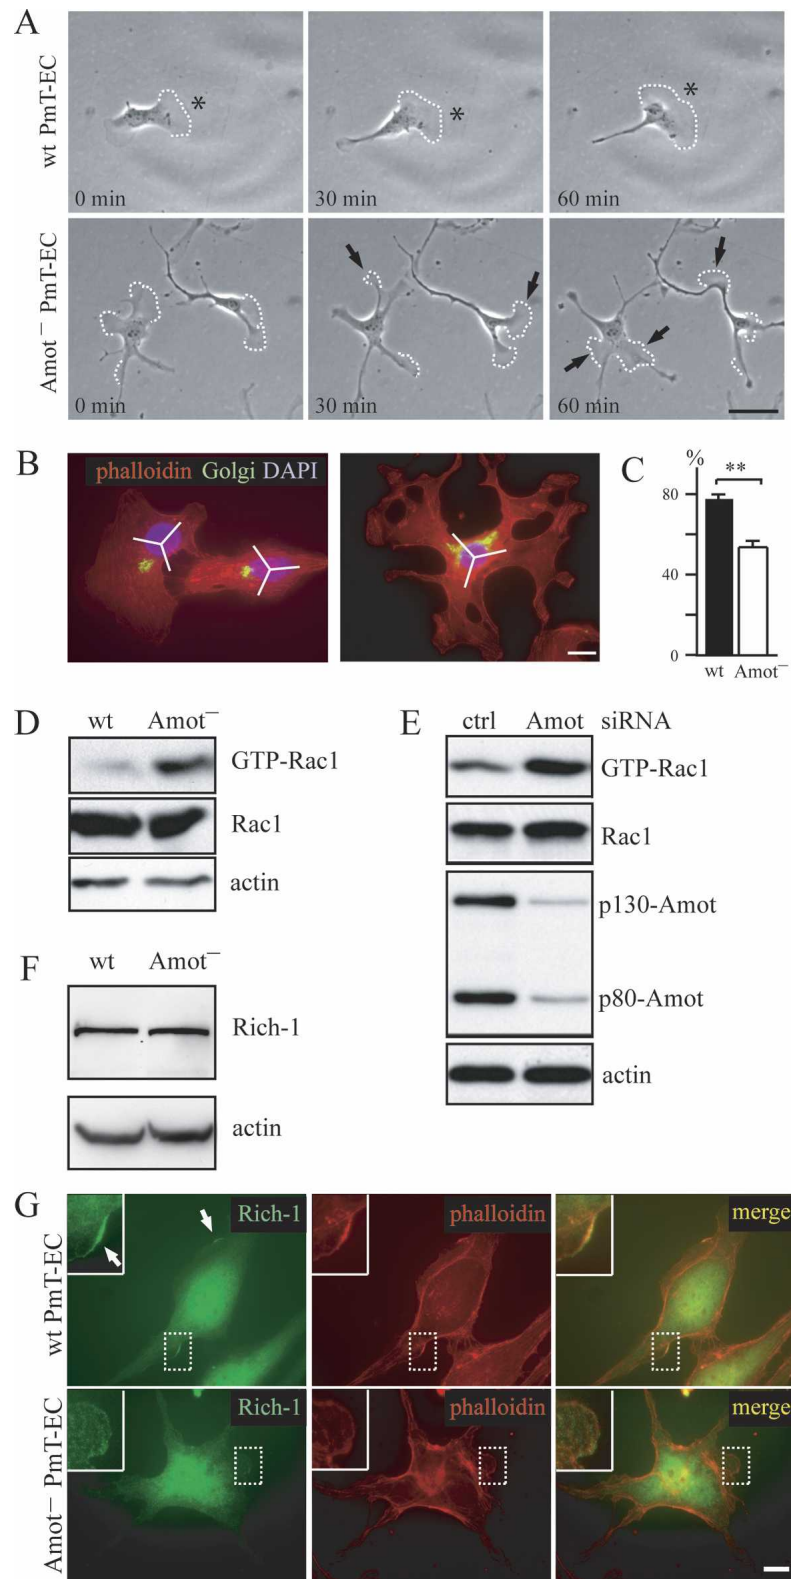 A
wt PmT-EC
*
*
*
0 min
30 min
60 min
Amot− PmT-EC
0 min
30 min
60 min
B
phalloidin Golgi DAPI
C
%
**
80
40
0
wt Amot−
D
wt Amot−
GTP-Rac1
Rac1
actin
E
ctrl Amot siRNA
GTP-Rac1
Rac1
p130-Amot
p80-Amot
actin
F
wt Amot−
Rich-1
actin
G
wt PmT-EC
Rich-1
phalloidin
merge
Amot− PmT-EC
Rich-1
phalloidin
merge